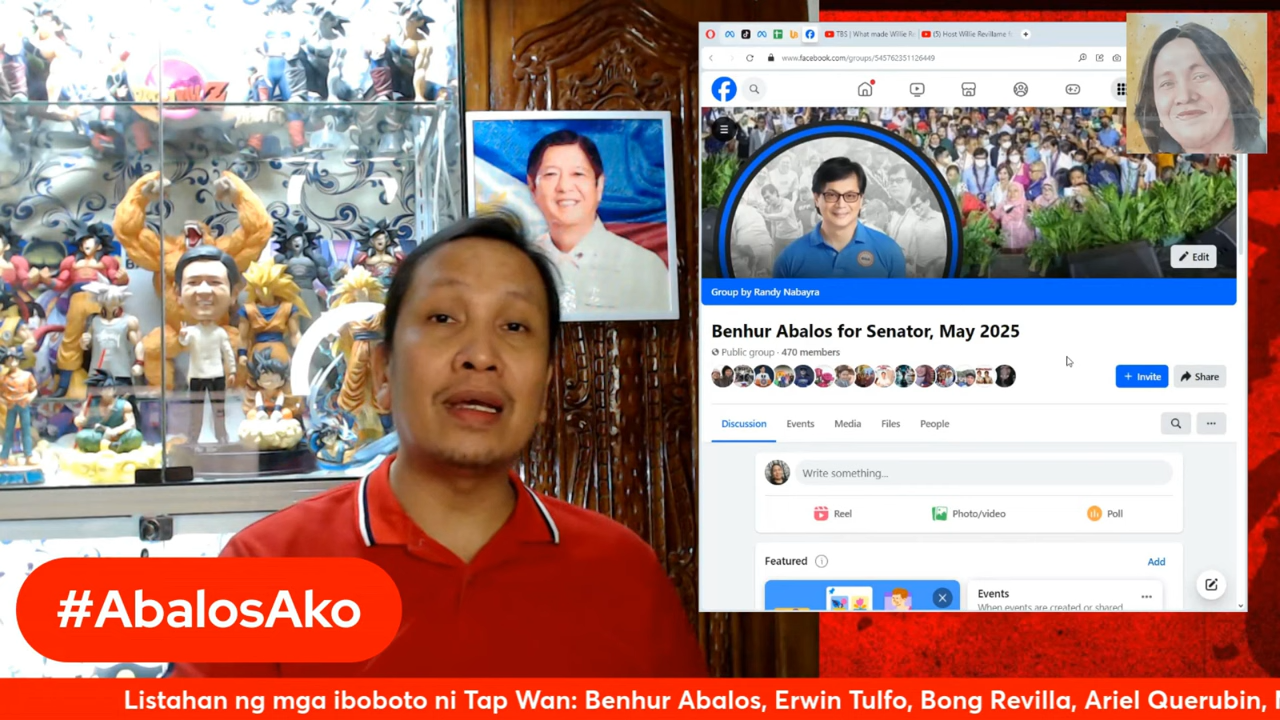 TBS | What made Willie Re
(5) Host Willie Revillame f
www.facebook.com/groups/545762351126449
Edit
Group by Randy Nabayra
Benhur Abalos for Senator, May 2025
Public group · 470 members
Invite
Share
Discussion
Events
Media
Files
People
Write something...
Reel
Photo/video
Poll
Featured
Add
Events
When events are created or shared
#AbalosAko
Listahan ng mga iboboto ni Tap Wan: Benhur Abalos, Erwin Tulfo, Bong Revilla, Ariel Querubin,